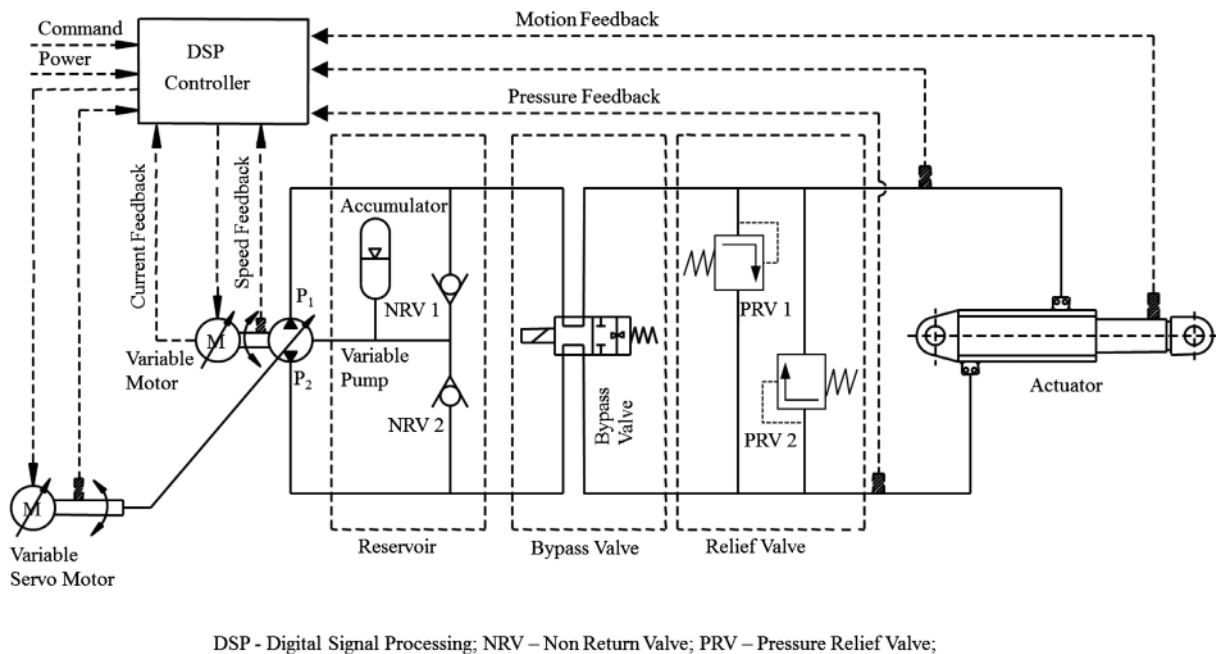 Command
Power
DSP
Controller
Motion Feedback
Pressure Feedback
Current Feedback
Speed Feedback
Accumulator
P1
NRV 1
PRV 1
M
Variable
Motor
P2
Variable
Pump
NRV 2
Bypass
Valve
PRV 2
Actuator
M
Variable
Servo Motor
Reservoir
Bypass Valve
Relief Valve
DSP - Digital Signal Processing; NRV – Non Return Valve; PRV – Pressure Relief Valve;